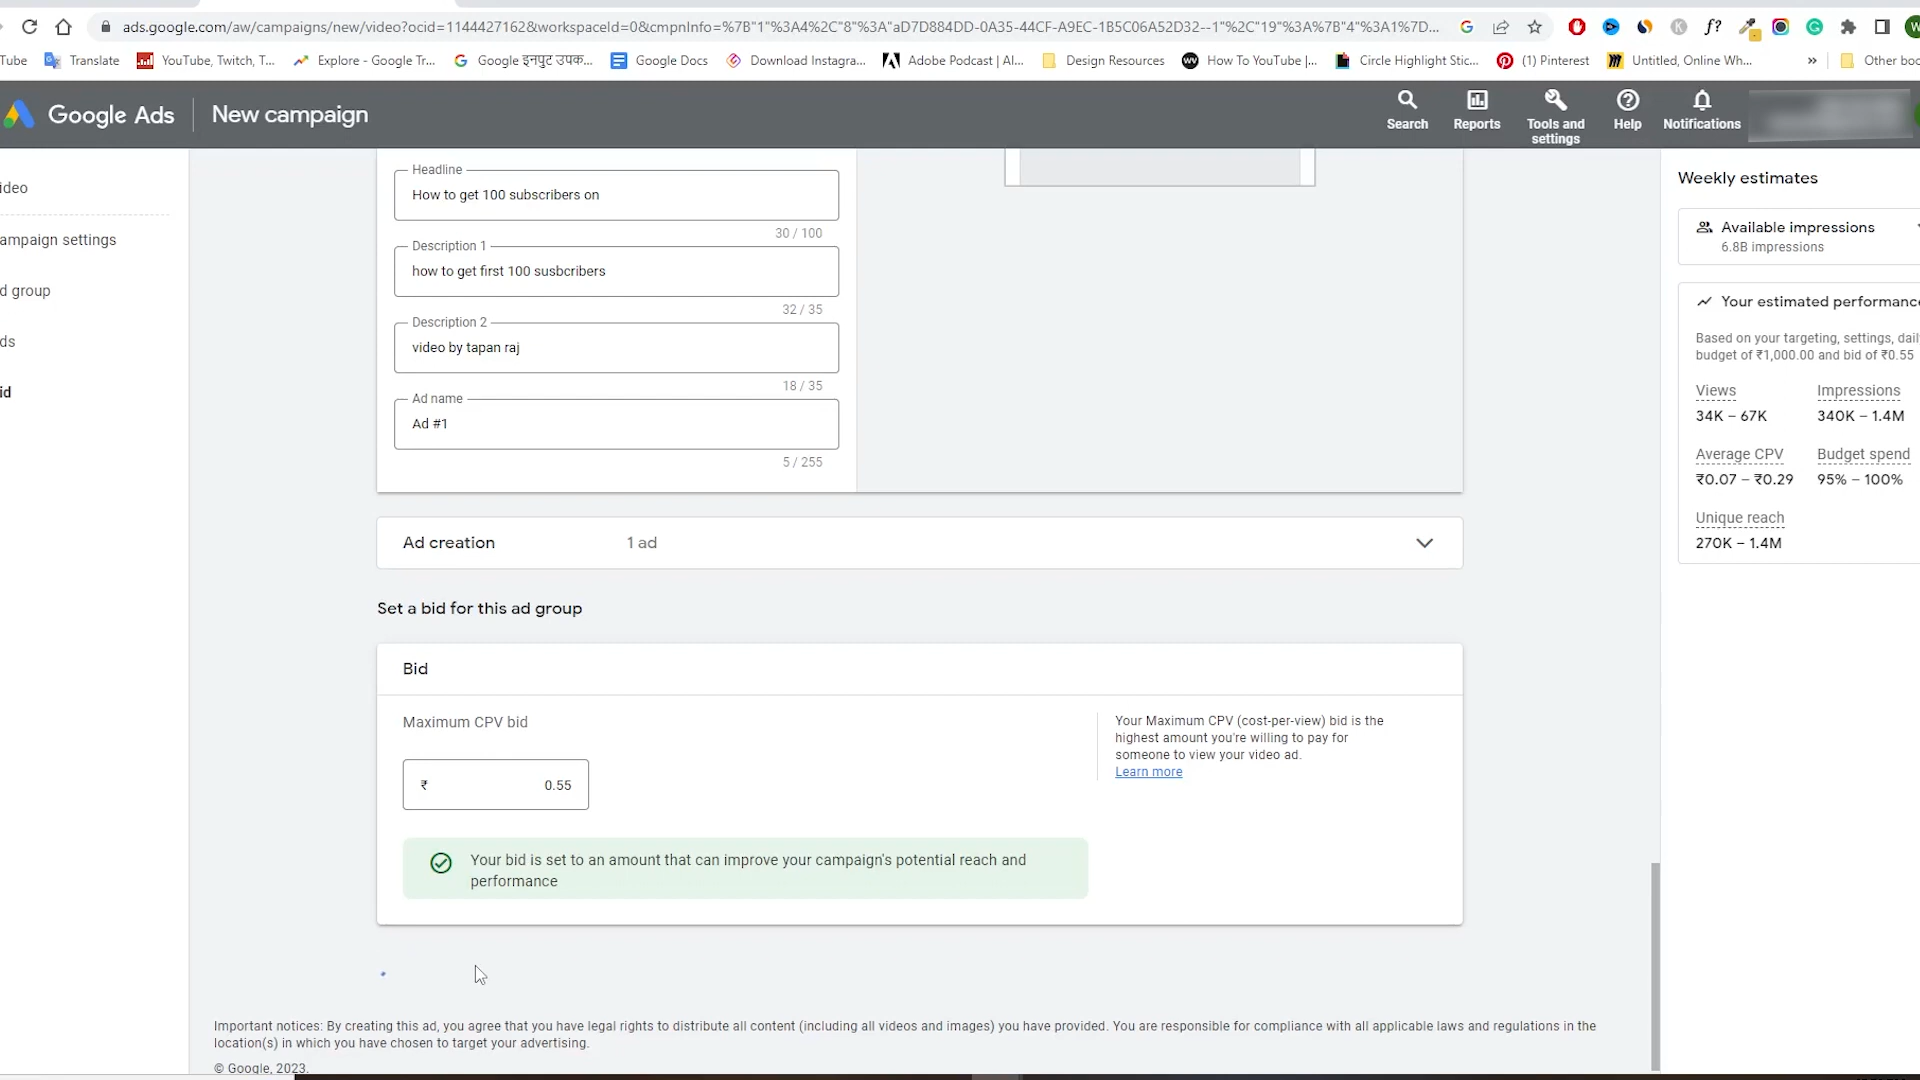 ads.google.com/aw/campaigns/new/video?ocid=1144427162&workspaceId=0&cmpnInfo=%7B"1"%3A4%2C"8"%3A"aD7D884DD-0A35-44CF-A9EC-1B5C06A52D32--1"%2C"19"%3A%7B"4"%3A1%7D...
Tube Translate YouTube, Twitch, T... Explore - Google Tr... Google इनपुट उपक... Google Docs Download Instagra... Adobe Podcast | AI... Design Resources How To YouTube |... Circle Highlight Stic... (1) Pinterest Untitled, Online Wh... » Other boo
Google Ads New campaign
Search Reports Tools and settings Help Notifications
ideo
ampaign settings
d group
ds
id
Headline
How to get 100 subscribers on
30 / 100
Description 1
how to get first 100 susbcribers
32 / 35
Description 2
video by tapan raj
18 / 35
Ad name
Ad #1
5 / 255
Ad creation 1 ad
Set a bid for this ad group
Bid
Maximum CPV bid
₹ 0.55
Your Maximum CPV (cost-per-view) bid is the
highest amount you're willing to pay for
someone to view your video ad.
Learn more
Your bid is set to an amount that can improve your campaign's potential reach and
performance
Important notices: By creating this ad, you agree that you have legal rights to distribute all content (including all videos and images) you have provided. You are responsible for compliance with all applicable laws and regulations in the
location(s) in which you have chosen to target your advertising.
© Google, 2023.
Weekly estimates
Available impressions
6.8B impressions
Your estimated performance
Based on your targeting, settings, dail
budget of ₹1,000.00 and bid of ₹0.55
Views Impressions
34K – 67K 340K – 1.4M
Average CPV Budget spend
₹0.07 – ₹0.29 95% – 100%
Unique reach
270K – 1.4M